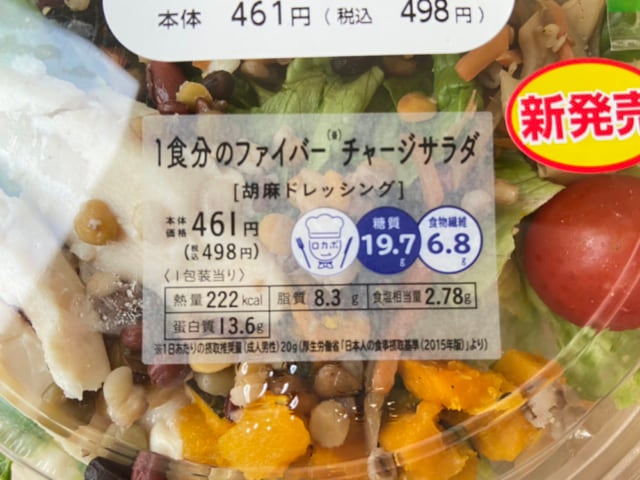 本体 461円(税込 498円)
新発売
1食分のファイバー(※)チャージサラダ
[胡麻ドレッシング]
本体価格 461円
(税込498円)
ロカボ
糖質 19.7g
食物繊維 6.8g
〈1包装当り〉
熱量 222kcal 脂質 8.3g 食塩相当量 2.78g
蛋白質 13.6g
※1日あたりの摂取推奨量(成人男性)20g(厚生労働省「日本人の食事摂取基準(2015年版)」より)